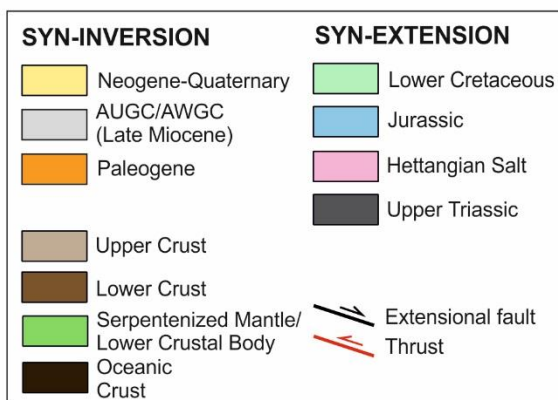 SYN-INVERSION
Neogene-Quaternary
AUGC/AWGC
(Late Miocene)
Paleogene
Upper Crust
Lower Crust
Serpentenized Mantle/
Lower Crustal Body
Oceanic
Crust
SYN-EXTENSION
Lower Cretaceous
Jurassic
Hettangian Salt
Upper Triassic
Extensional fault
Thrust